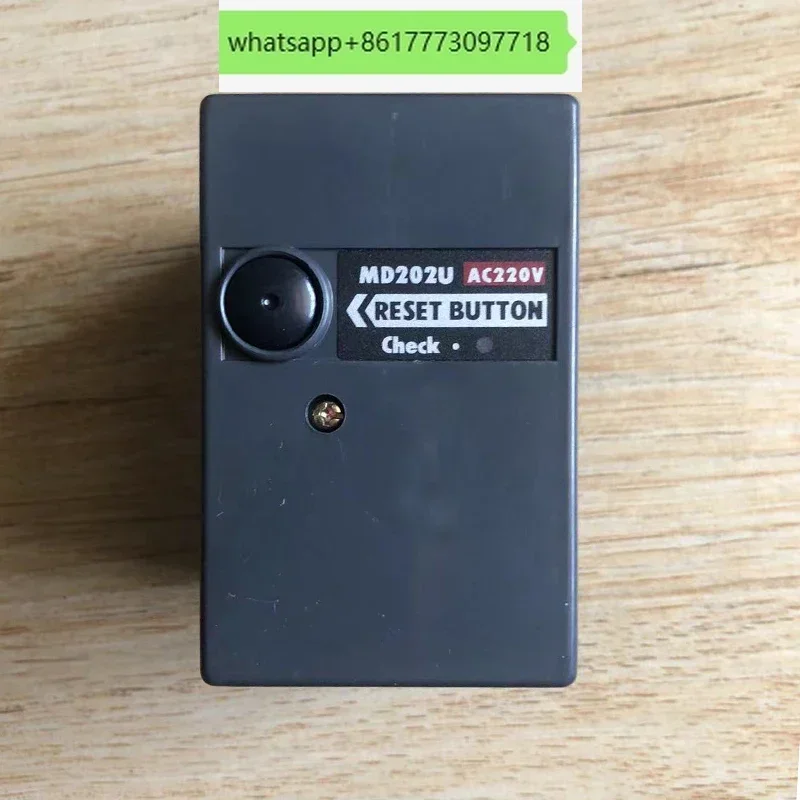 whatsapp+8617773097718
MD202U AC220V
RESET BUTTON
Check